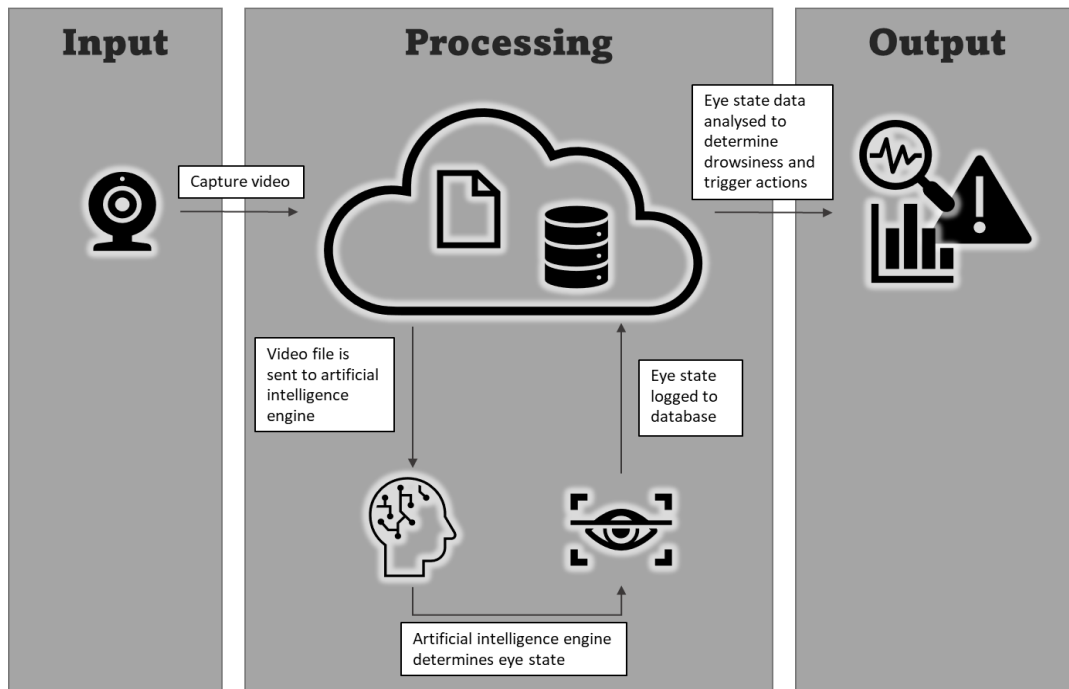 Input
Processing
Output
Capture video
Eye state data
analysed to
determine
drowsiness and
trigger actions
Video file is
sent to artificial
intelligence
engine
Eye state
logged to
database
Artificial intelligence engine
determines eye state